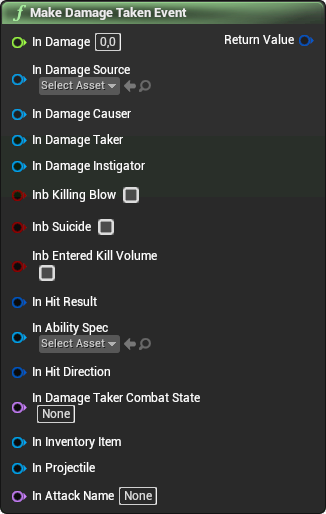 f Make Damage Taken Event
In Damage 0,0
Return Value
In Damage Source
Select Asset
In Damage Causer
In Damage Taker
In Damage Instigator
Inb Killing Blow
Inb Suicide
Inb Entered Kill Volume
In Hit Result
In Ability Spec
Select Asset
In Hit Direction
In Damage Taker Combat State
None
In Inventory Item
In Projectile
In Attack Name None